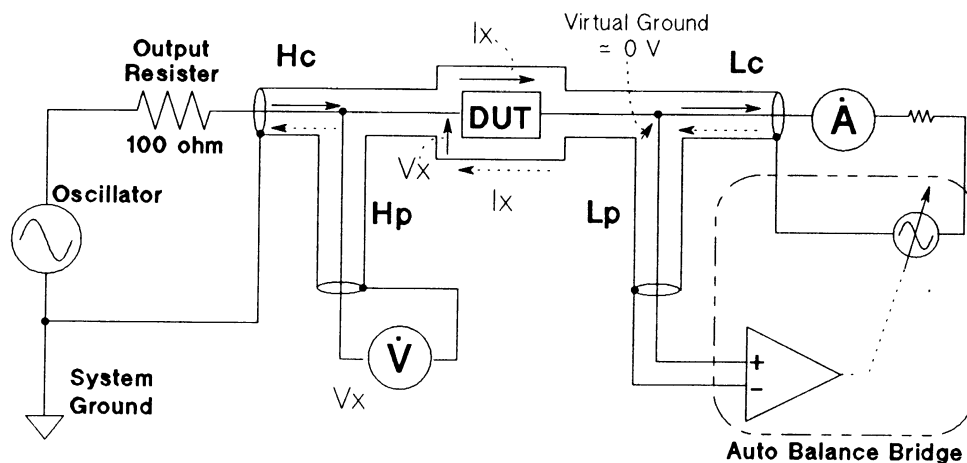 Ix
Virtual Ground
≃ 0 V
Output
Resister
Hc
Lc
100 ohm
DUT
Ȧ
Vx
Ix
Oscillator
Hp
Lp
V̇
Vx
+
−
System
Ground
Auto Balance Bridge